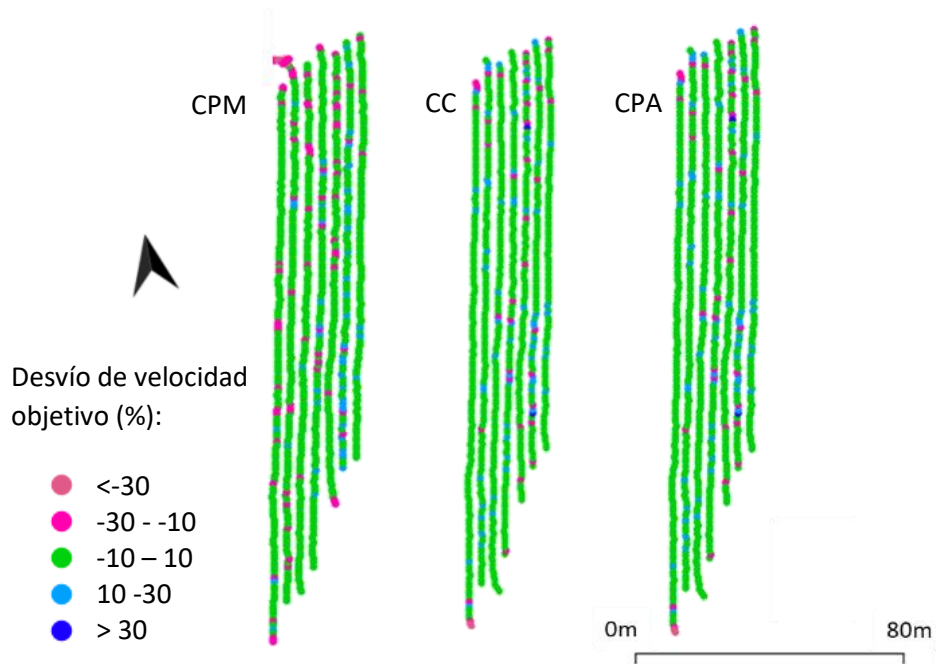 CPM
CC
CPA
Desvío de velocidad
objetivo (%):
<-30
-30 - -10
-10 – 10
10 -30
> 30
0m
80m